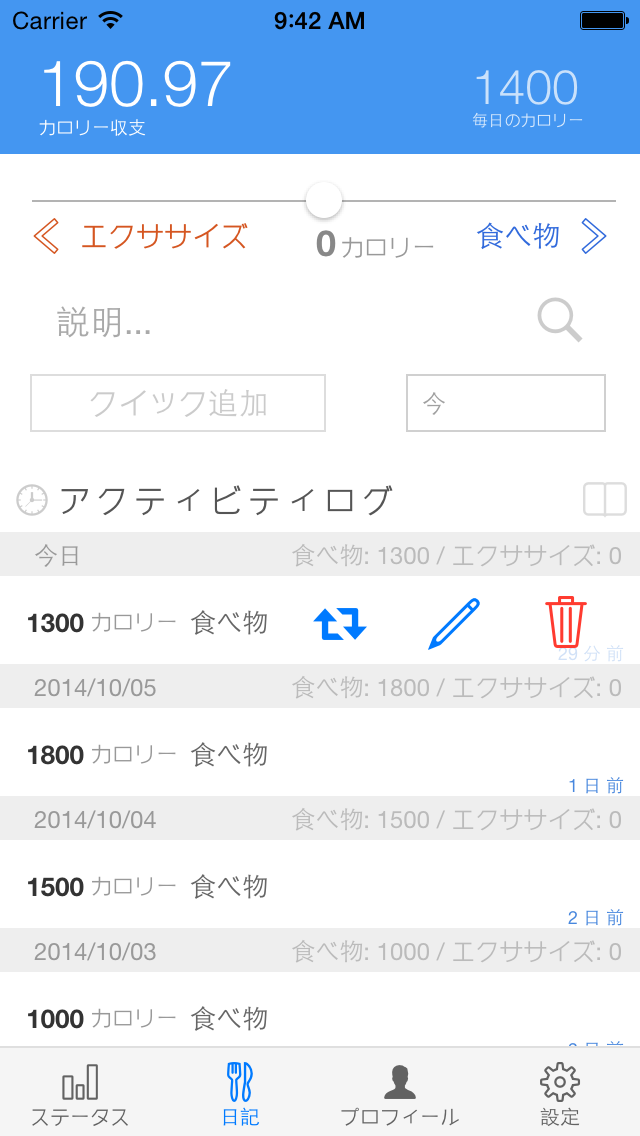 Carrier 9:42 AM
190.97 1400
カロリー収支 毎日のカロリー
エクササイズ 0 カロリー 食べ物
説明...
クイック追加 今
アクティビティログ
今日 食べ物: 1300 / エクササイズ: 0
1300 カロリー 食べ物
29 分 前
2014/10/05 食べ物: 1800 / エクササイズ: 0
1800 カロリー 食べ物
1 日 前
2014/10/04 食べ物: 1500 / エクササイズ: 0
1500 カロリー 食べ物
2 日 前
2014/10/03 食べ物: 1000 / エクササイズ: 0
1000 カロリー 食べ物
ステータス 日記 プロフィール 設定